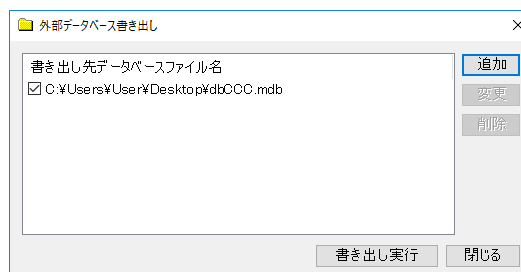 外部データベース書き出し
書き出し先データベースファイル名
C:¥Users¥User¥Desktop¥dbCCC.mdb
追加
変更
削除
書き出し実行
閉じる